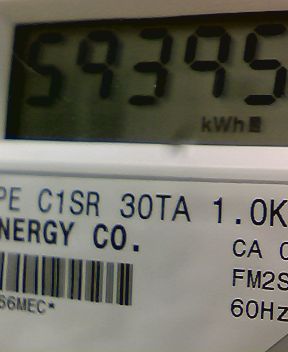 59395
kWh
PE C1SR 30TA 1.0K
NERGY CO.
CA
FM2S
66MEC*
60Hz